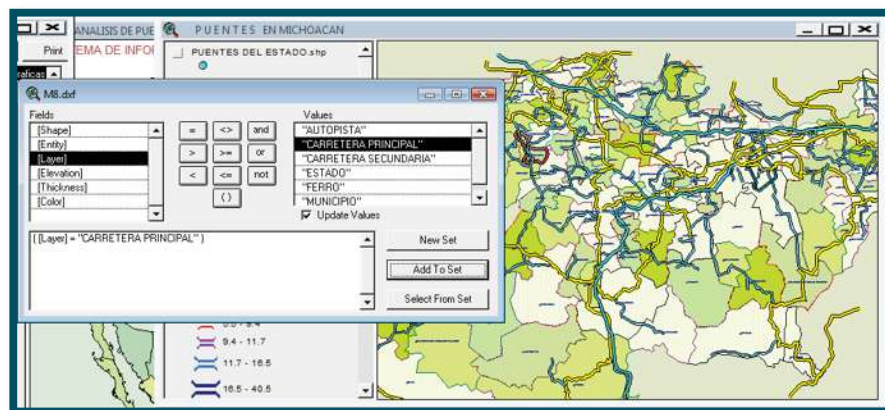 ANALISIS DE PUE
PUENTES EN MICHOACAN
Print
EMA DE INFO
PUENTES DEL ESTADO.shp
raficas
M8.dxf
Fields
Values
[Shape]
[Entity]
[Layer]
[Elevation]
[Thickness]
[Color]
= <> and
> >= or
< <= not
()
"AUTOPISTA"
"CARRETERA PRINCIPAL"
"CARRETERA SECUNDARIA"
"ESTADO"
"FERRO"
"MUNICIPIO"
Update Values
( [Layer] = "CARRETERA PRINCIPAL" )
New Set
Add To Set
Select From Set
9.4 - 11.7
11.7 - 16.5
16.5 - 40.5